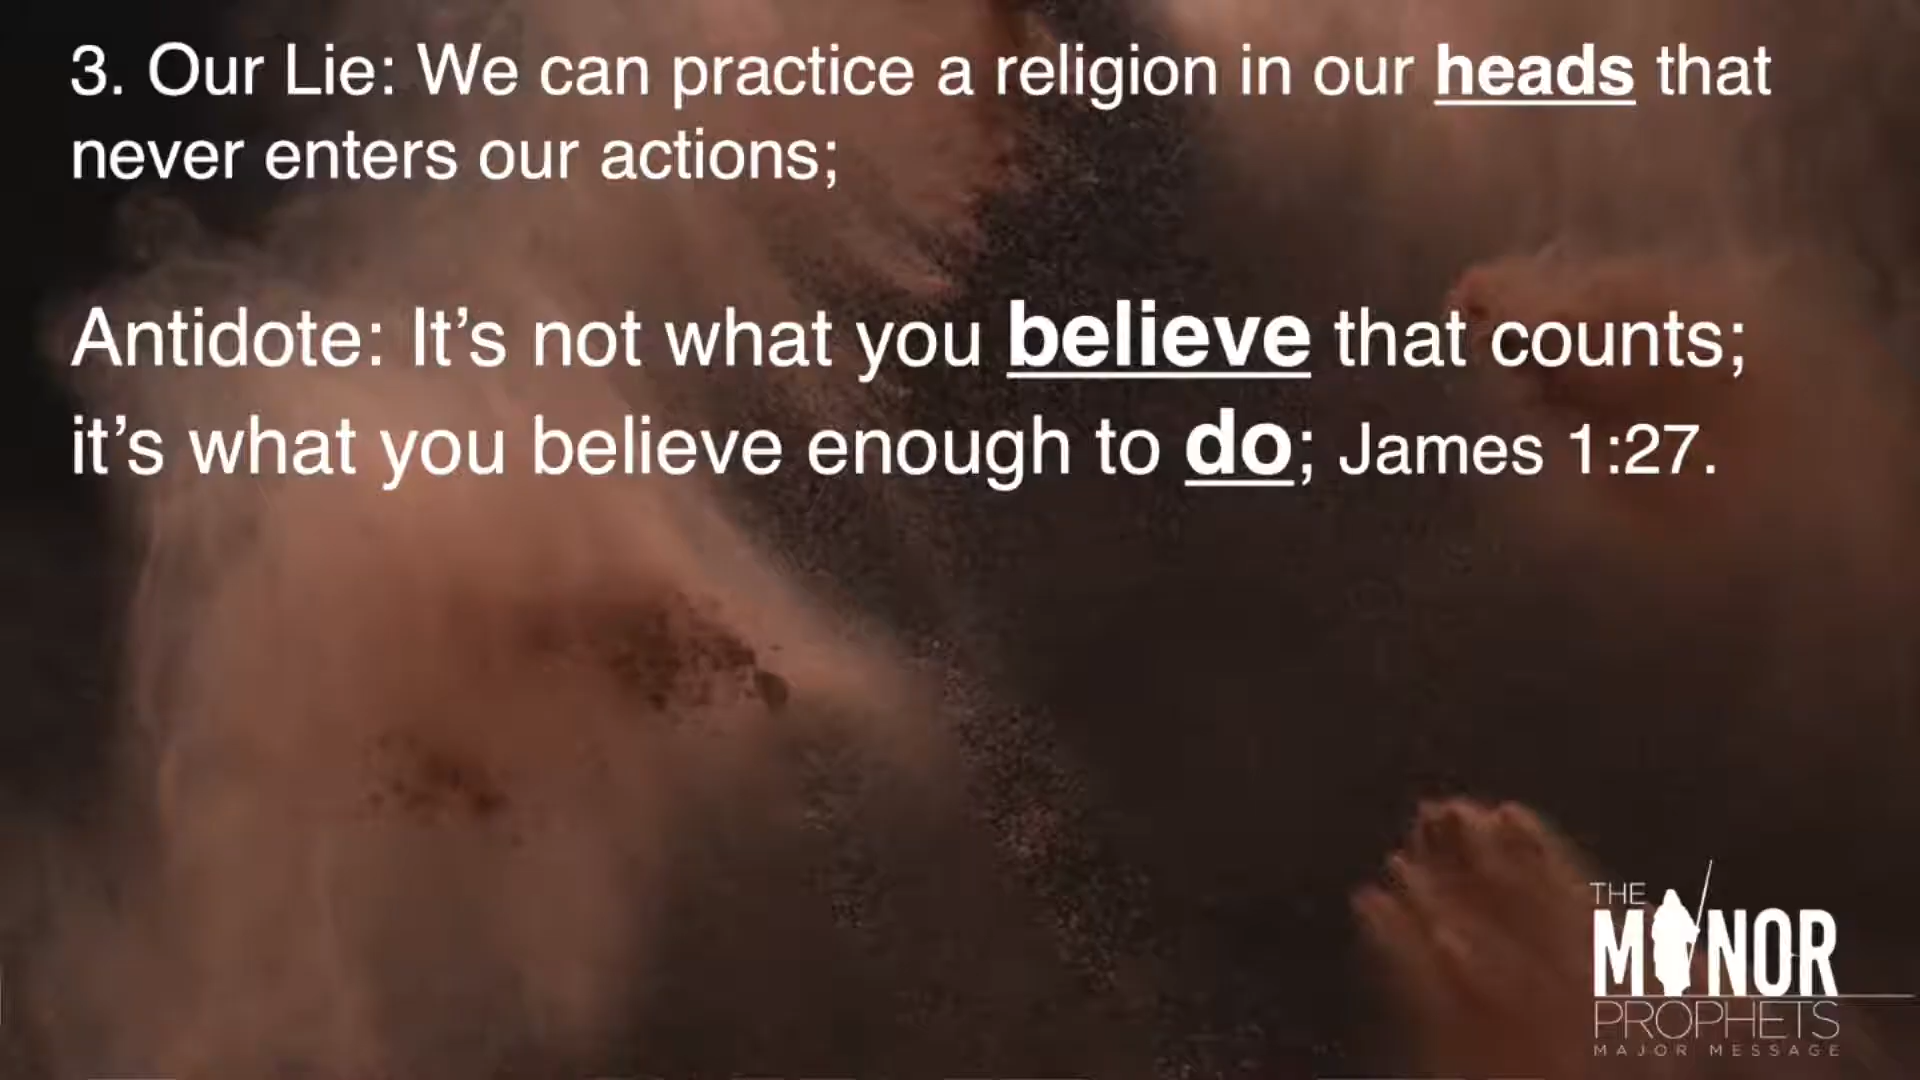 3. Our Lie: We can practice a religion in our heads that
never enters our actions;
Antidote: It’s not what you believe that counts;
it’s what you believe enough to do; James 1:27.
THE
MINOR
PROPHETS
MAJOR MESSAGE